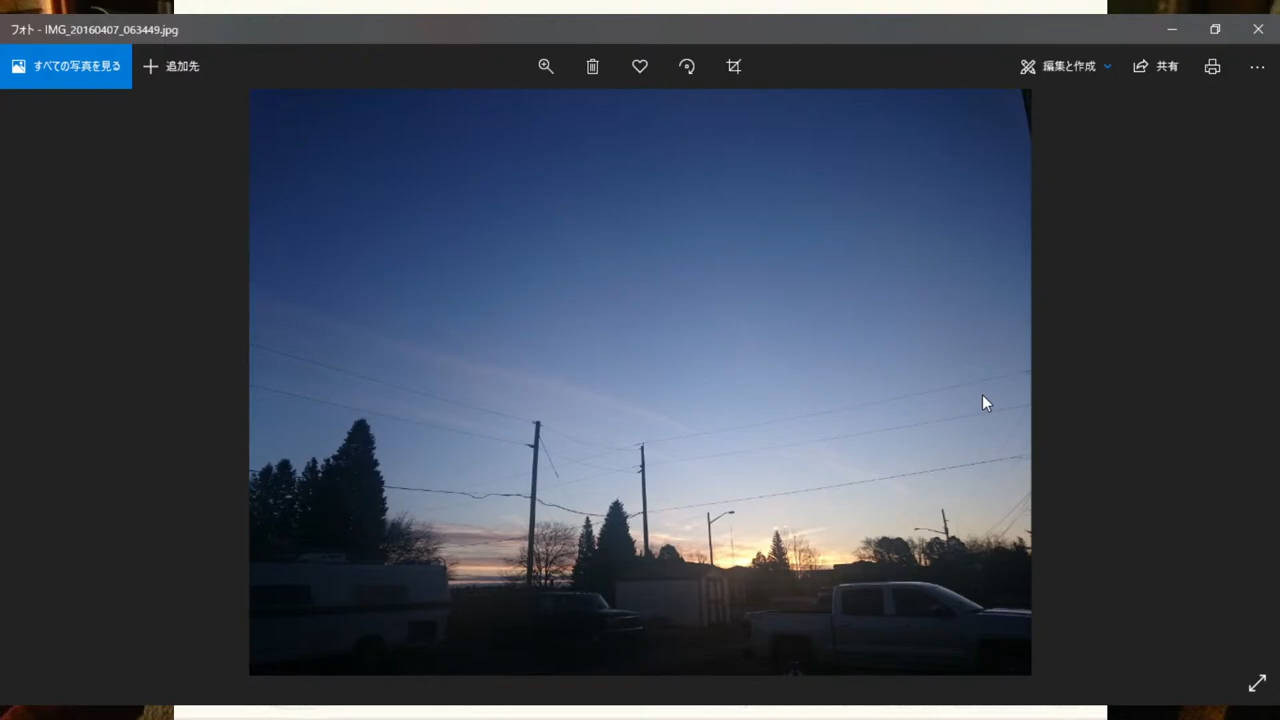 フォト - IMG_20160407_063449.jpg
すべての写真を見る 追加先 編集と作成 共有